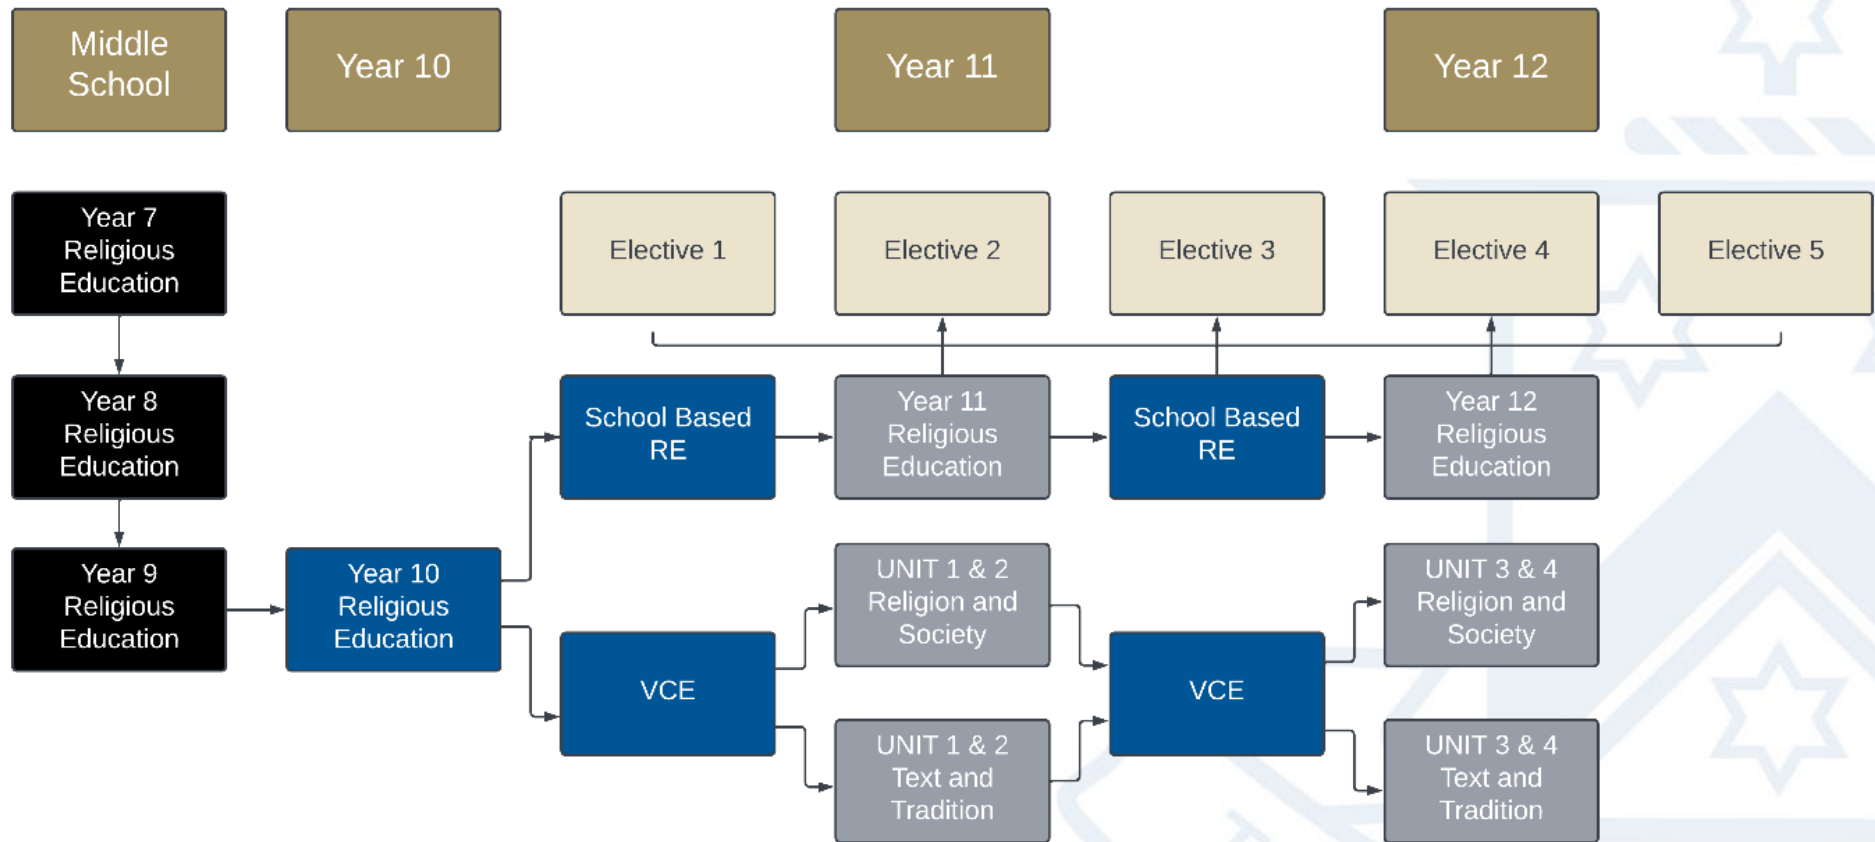 Middle
School
Year 10
Year 11
Year 12
Year 7
Religious
Education
Elective 1
Elective 2
Elective 3
Elective 4
Elective 5
Year 8
Religious
Education
School Based
RE
Year 11
Religious
Education
School Based
RE
Year 12
Religious
Education
Year 9
Religious
Education
Year 10
Religious
Education
VCE
UNIT 1 & 2
Religion and
Society
UNIT 1 & 2
Text and
Tradition
VCE
UNIT 3 & 4
Religion and
Society
UNIT 3 & 4
Text and
Tradition